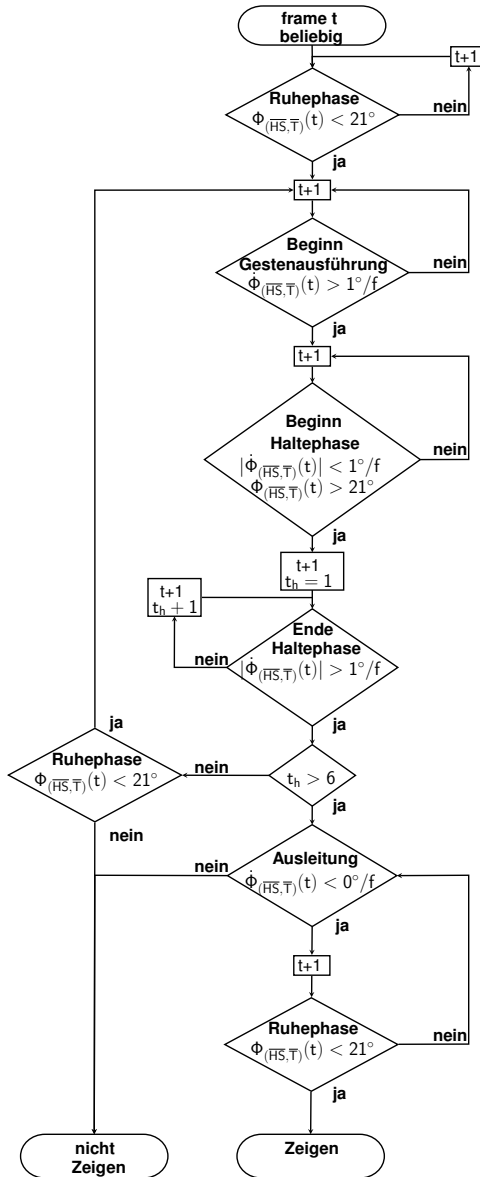 frame t
beliebig
t+1
Ruhephase
Φ(HS̅,T̅)(t) < 21°
nein
ja
t+1
Beginn
Gestenausführung
Φ̇(HS̅,T̅)(t) > 1°/f
nein
ja
t+1
Beginn
Haltephase
|Φ̇(HS̅,T̅)(t)| < 1°/f
Φ(HS̅,T̅)(t) > 21°
nein
ja
t+1
tₕ = 1
t+1
tₕ + 1
Ende
Haltephase
|Φ̇(HS̅,T̅)(t)| > 1°/f
nein
ja
tₕ > 6
nein
ja
ja
Ruhephase
Φ(HS̅,T̅)(t) < 21°
nein
Ausleitung
Φ̇(HS̅,T̅)(t) < 0°/f
nein
ja
t+1
Ruhephase
Φ(HS̅,T̅)(t) < 21°
nein
ja
nicht
Zeigen
Zeigen